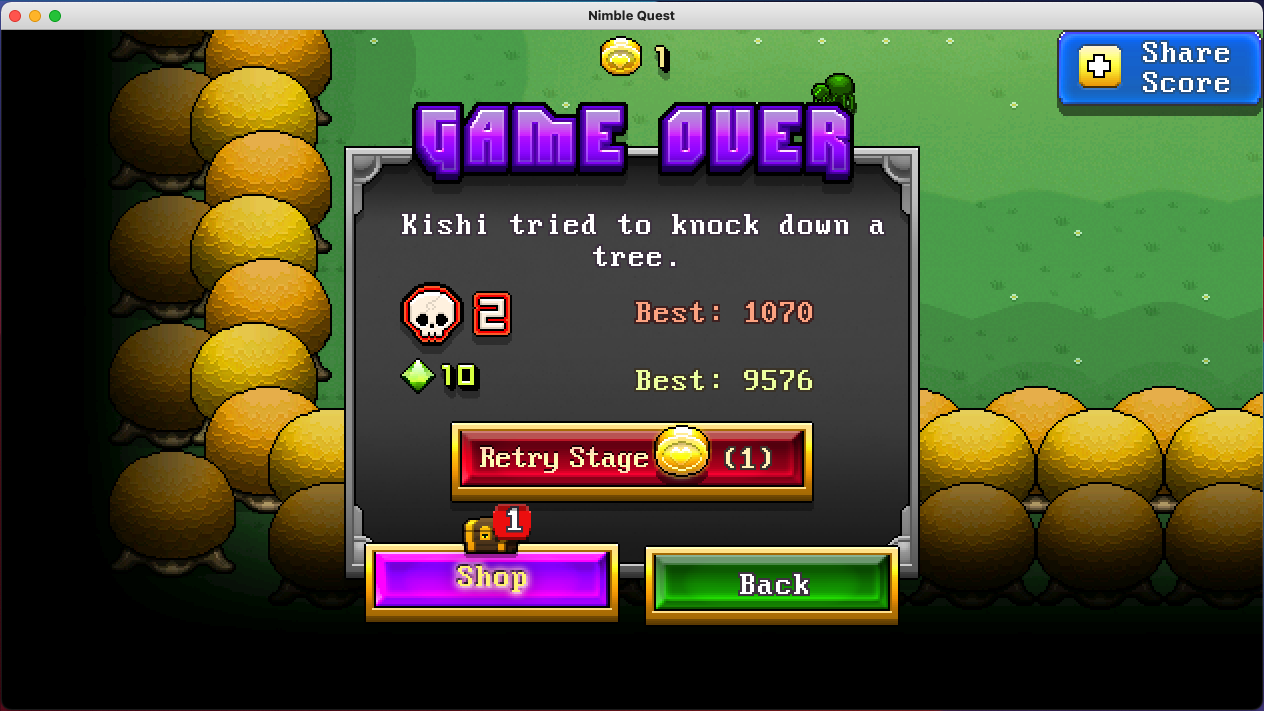 Nimble Quest
1
Share
Score
GAME OVER
Kishi tried to knock down a
tree.
2 Best: 1070
10 Best: 9576
Retry Stage (1)
1
Shop
Back